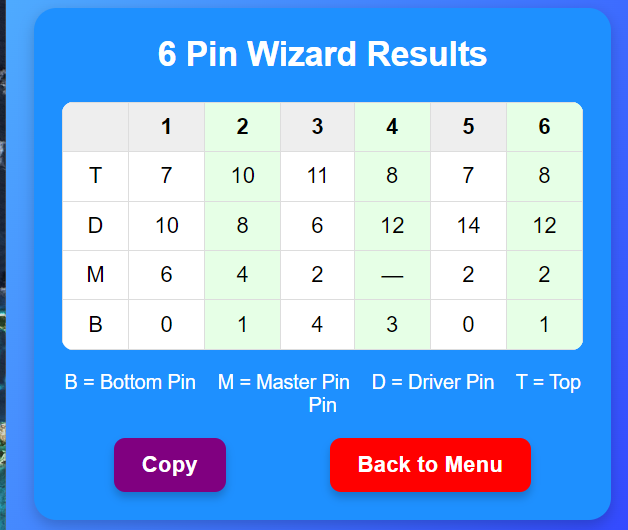 6 Pin Wizard Results
1 2 3 4 5 6
T 7 10 11 8 7 8
D 10 8 6 12 14 12
M 6 4 2 — 2 2
B 0 1 4 3 0 1
B = Bottom Pin M = Master Pin D = Driver Pin T = Top
Pin
Copy Back to Menu